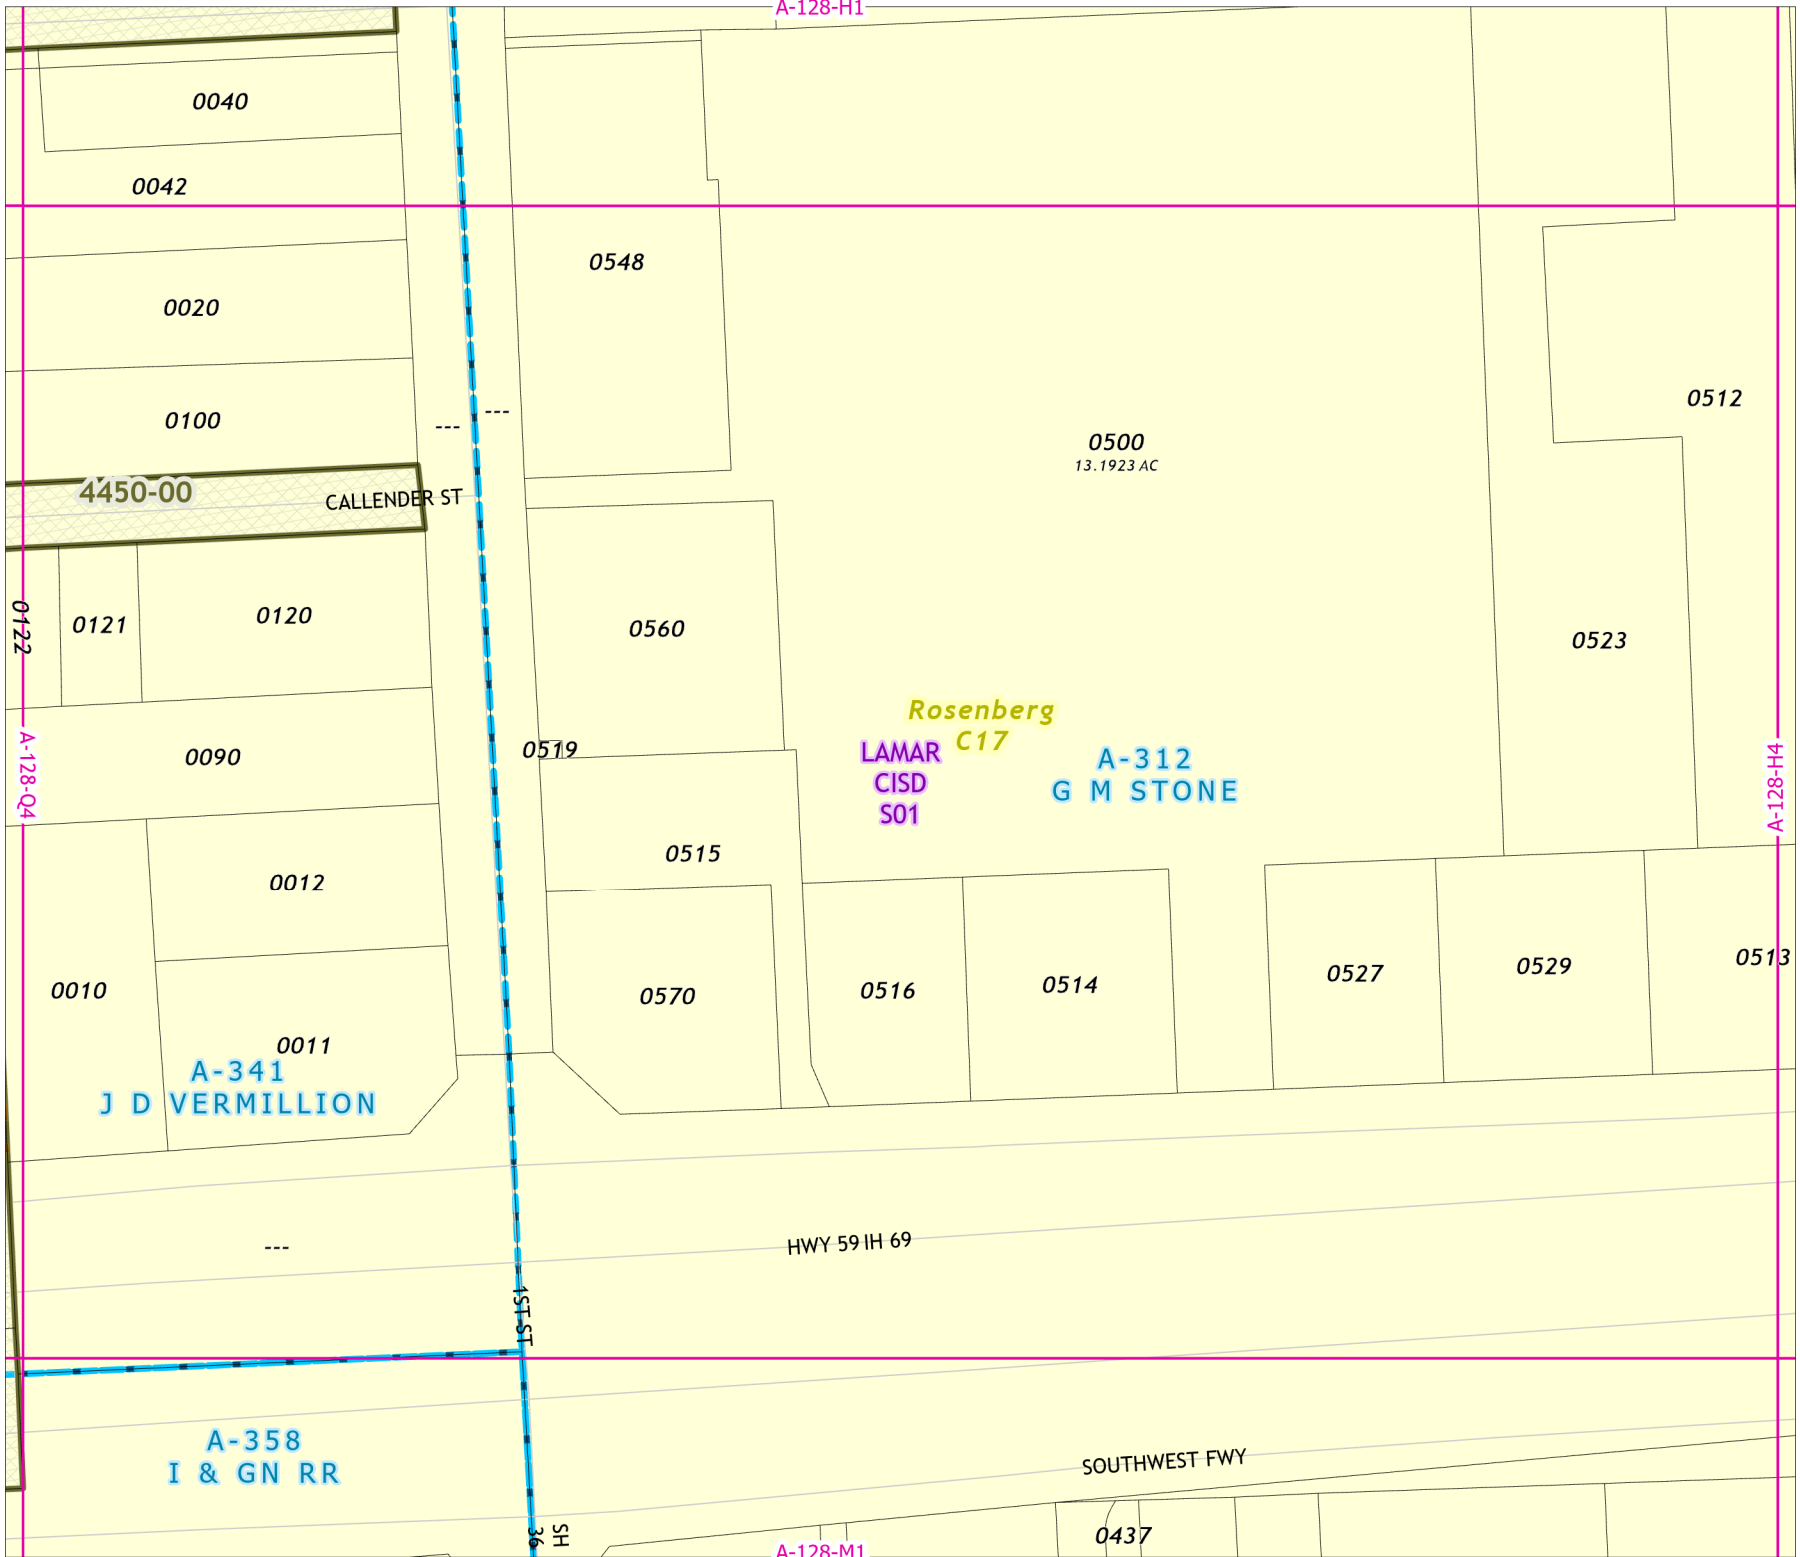 A-128-H1
0040
0042
0548
0020
0512
0100
---
---
0500
13.1923 AC
4450-00
CALLENDER ST
0122
0121
0120
0560
0523
Rosenberg
C17
0519
0090
LAMAR
CISD
S01
A-312
G M STONE
A-128-Q4
A-128-H4
0515
0012
0010
0570
0516
0514
0527
0529
0513
0011
A-341
J D VERMILLION
---
HWY 59 IH 69
1ST ST
A-358
I & GN RR
SOUTHWEST FWY
SH
36
0437
A-128-M1